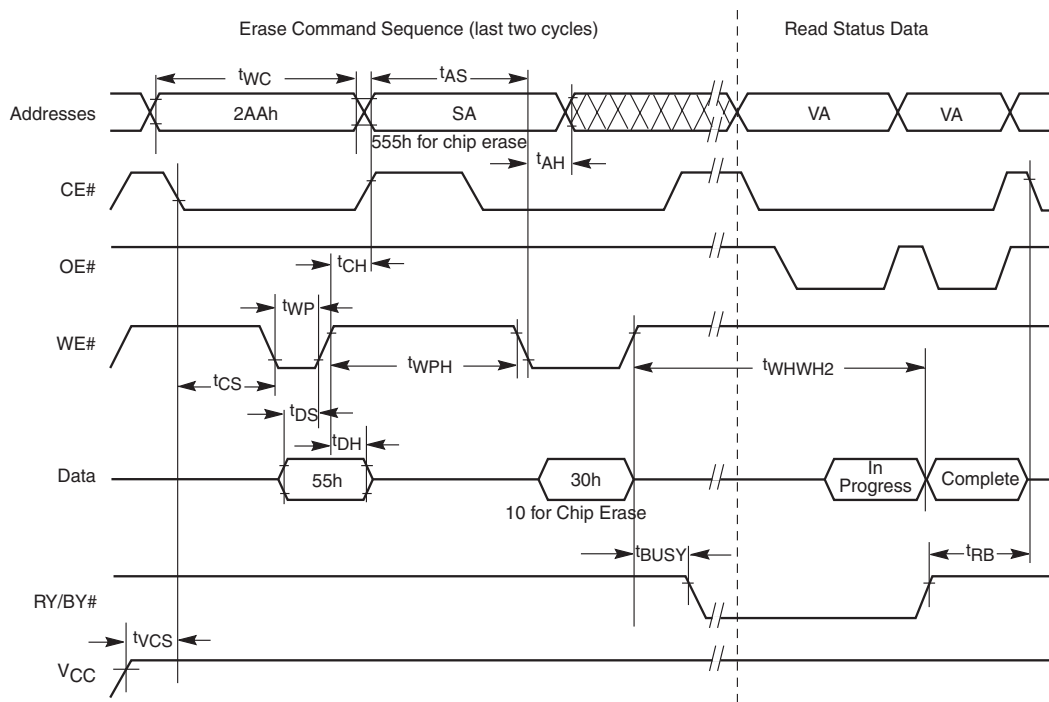 Erase Command Sequence (last two cycles)
Read Status Data
tWC
tAS
Addresses
2AAh
SA
VA
VA
555h for chip erase
tAH
CE#
OE#
tCH
tWP
WE#
tWPH
tWHWH2
tCS
tDS
tDH
Data
55h
30h
In
Progress
Complete
10 for Chip Erase
tBUSY
tRB
RY/BY#
tVCS
VCC